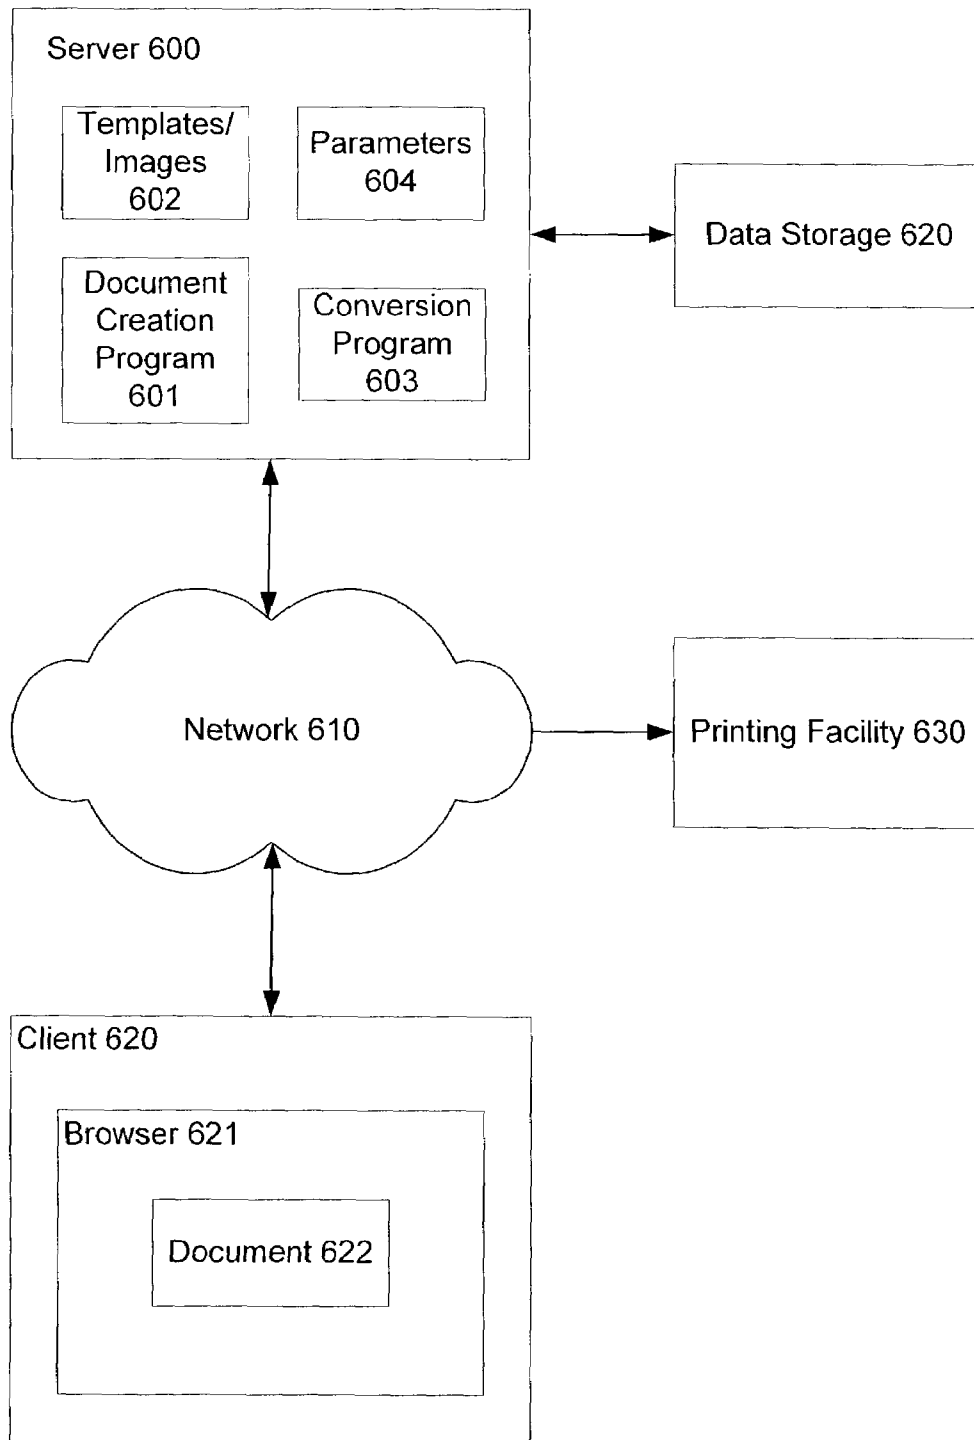 Server 600
Templates/
Images
602
Parameters
604
Document
Creation
Program
601
Conversion
Program
603
Data Storage 620
Network 610
Printing Facility 630
Client 620
Browser 621
Document 622